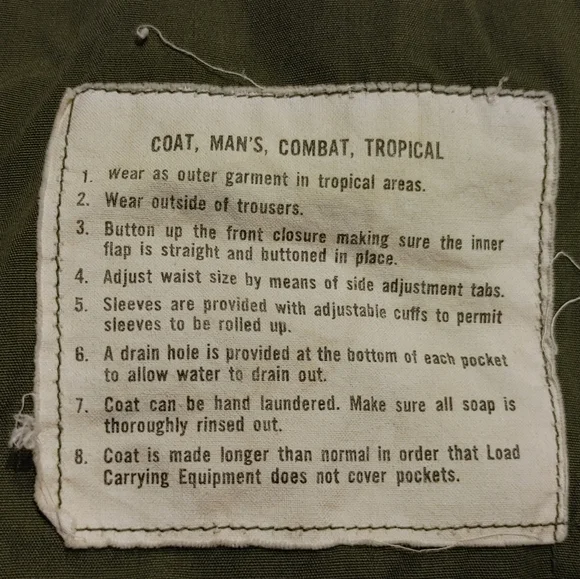 COAT, MAN'S, COMBAT, TROPICAL
1. Wear as outer garment in tropical areas.
2. Wear outside of trousers.
3. Button up the front closure making sure the inner
flap is straight and buttoned in place.
4. Adjust waist size by means of side adjustment tabs.
5. Sleeves are provided with adjustable cuffs to permit
sleeves to be rolled up.
6. A drain hole is provided at the bottom of each pocket
to allow water to drain out.
7. Coat can be hand laundered. Make sure all soap is
thoroughly rinsed out.
8. Coat is made longer than normal in order that Load
Carrying Equipment does not cover pockets.